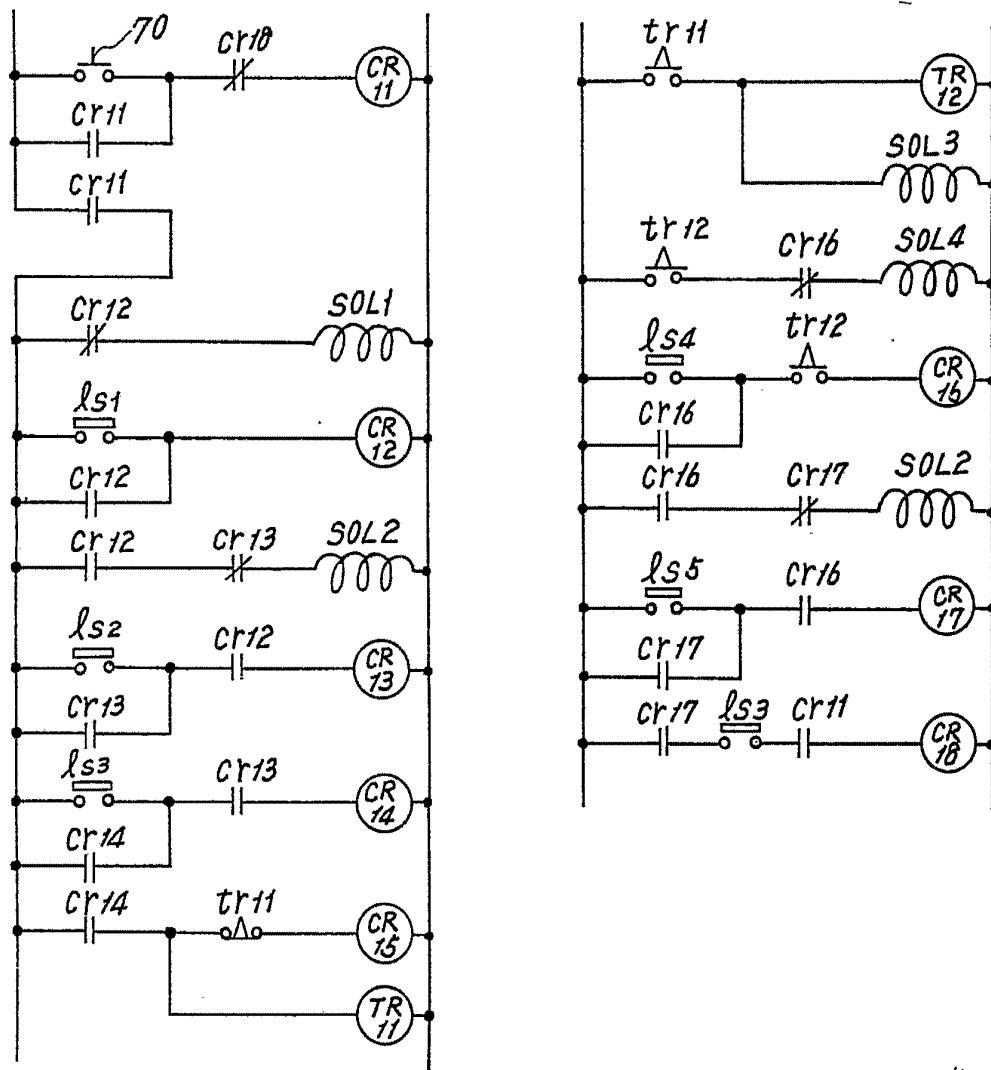 70
cr18
CR 11
cr11
cr11
cr12
SOL1
ls1
CR 12
cr12
cr12
cr13
SOL2
ls2
cr12
CR 13
cr13
ls3
cr13
CR 14
cr14
cr14
tr11
CR 15
TR 11
tr11
TR 12
SOL3
tr12
cr16
SOL4
ls4
tr12
CR 16
cr16
cr16
cr17
SOL2
ls5
cr16
CR 17
cr17
cr17
ls3
cr11
CR 18